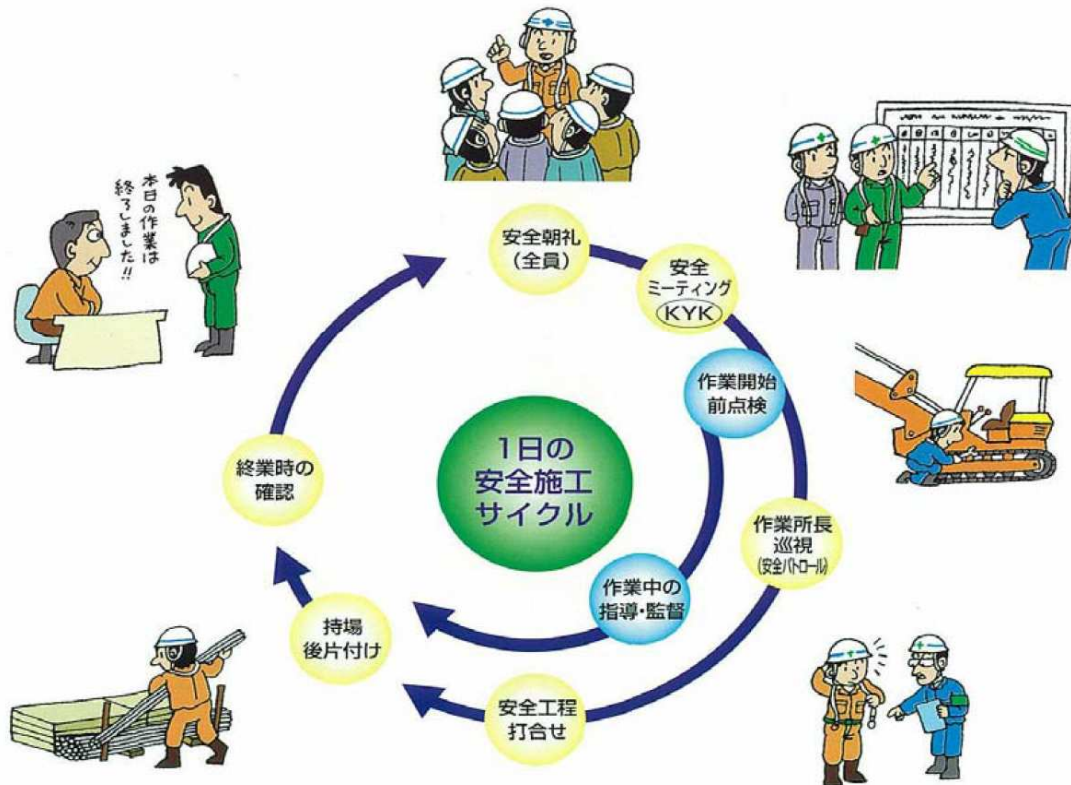 本日の作業は
終了しました!!
安全朝礼
(全員)
安全
ミーティング
KYK
作業開始
前点検
1日の
安全施工
サイクル
終業時の
確認
作業所長
巡視
(安全パトロール)
作業中の
指導・監督
持場
後片付け
安全工程
打合せ